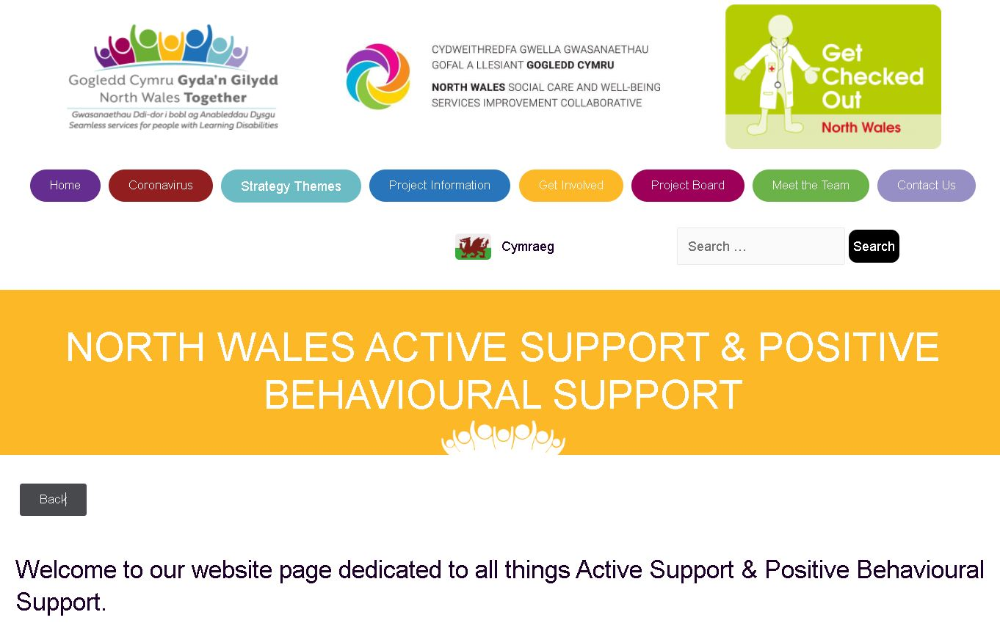 Gogledd Cymru Gyda'n Gilydd
North Wales Together
Gwasanaethau Ddi-dor i bobl ag Anableddau Dysgu
Seamless services for people with Learning Disabilities
CYDWEITHREDFA GWELLA GWASANAETHAU
GOFAL A LLESIANT GOGLEDD CYMRU
NORTH WALES SOCIAL CARE AND WELL-BEING
SERVICES IMPROVEMENT COLLABORATIVE
Get
Checked
Out
North Wales
Home
Coronavirus
Strategy Themes
Project Information
Get Involved
Project Board
Meet the Team
Contact Us
Cymraeg
Search …
Search
NORTH WALES ACTIVE SUPPORT & POSITIVE
BEHAVIOURAL SUPPORT
Back
Welcome to our website page dedicated to all things Active Support & Positive Behavioural
Support.